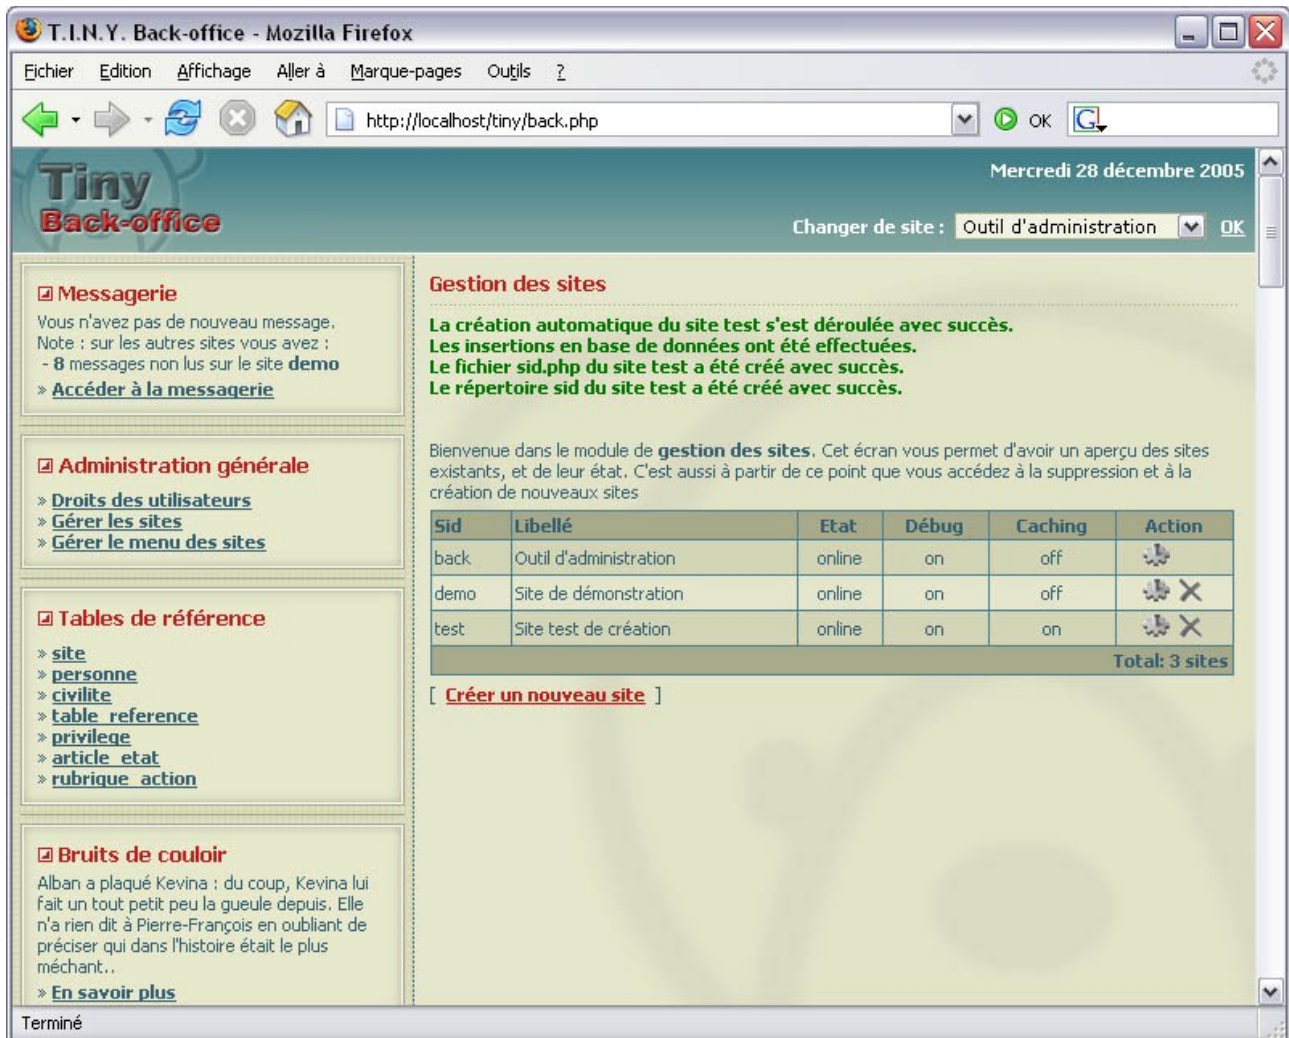 T.I.N.Y. Back-office - Mozilla Firefox
Fichier Edition Affichage Aller à Marque-pages Outils ?
http://localhost/tiny/back.php OK G
Tiny
Back-office
Mercredi 28 décembre 2005
Changer de site : Outil d'administration OK
Messagerie
Vous n'avez pas de nouveau message.
Note : sur les autres sites vous avez :
- 8 messages non lus sur le site demo
» Accéder à la messagerie
Administration générale
» Droits des utilisateurs
» Gérer les sites
» Gérer le menu des sites
Tables de référence
» site
» personne
» civilite
» table_reference
» privilege
» article_etat
» rubrique_action
Bruits de couloir
Alban a plaqué Kevina : du coup, Kevina lui
fait un tout petit peu la gueule depuis. Elle
n'a rien dit à Pierre-François en oubliant de
préciser qui dans l'histoire était le plus
méchant..
» En savoir plus
Gestion des sites
La création automatique du site test s'est déroulée avec succès.
Les insertions en base de données ont été effectuées.
Le fichier sid.php du site test a été créé avec succès.
Le répertoire sid du site test a été créé avec succès.
Bienvenue dans le module de gestion des sites. Cet écran vous permet d'avoir un aperçu des sites
existants, et de leur état. C'est aussi à partir de ce point que vous accédez à la suppression et à la
création de nouveaux sites
Sid Libellé Etat Débug Caching Action
back Outil d'administration online on off
demo Site de démonstration online on off
test Site test de création online on on
Total: 3 sites
[ Créer un nouveau site ]
Terminé